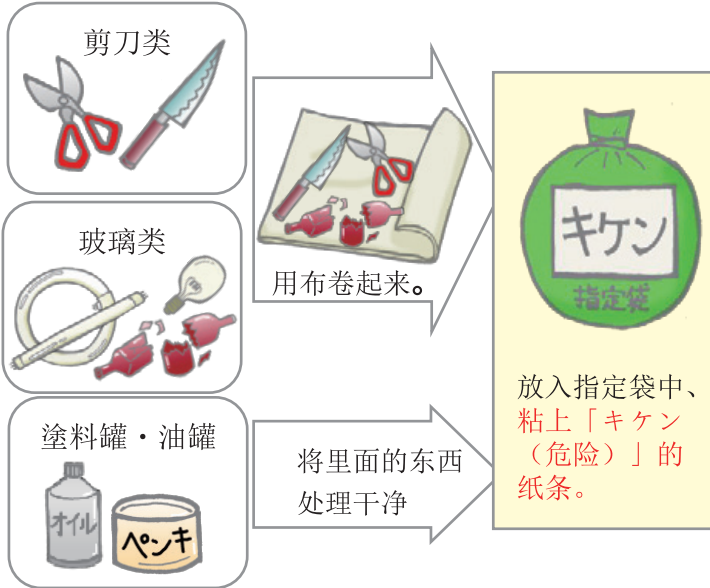 剪刀类
玻璃类
塗料罐・油罐
オイル
ペンキ
用布卷起来。
将里面的东西
处理干净
キケン
指定袋
放入指定袋中、
粘上「キケン
（危险）」的
纸条。